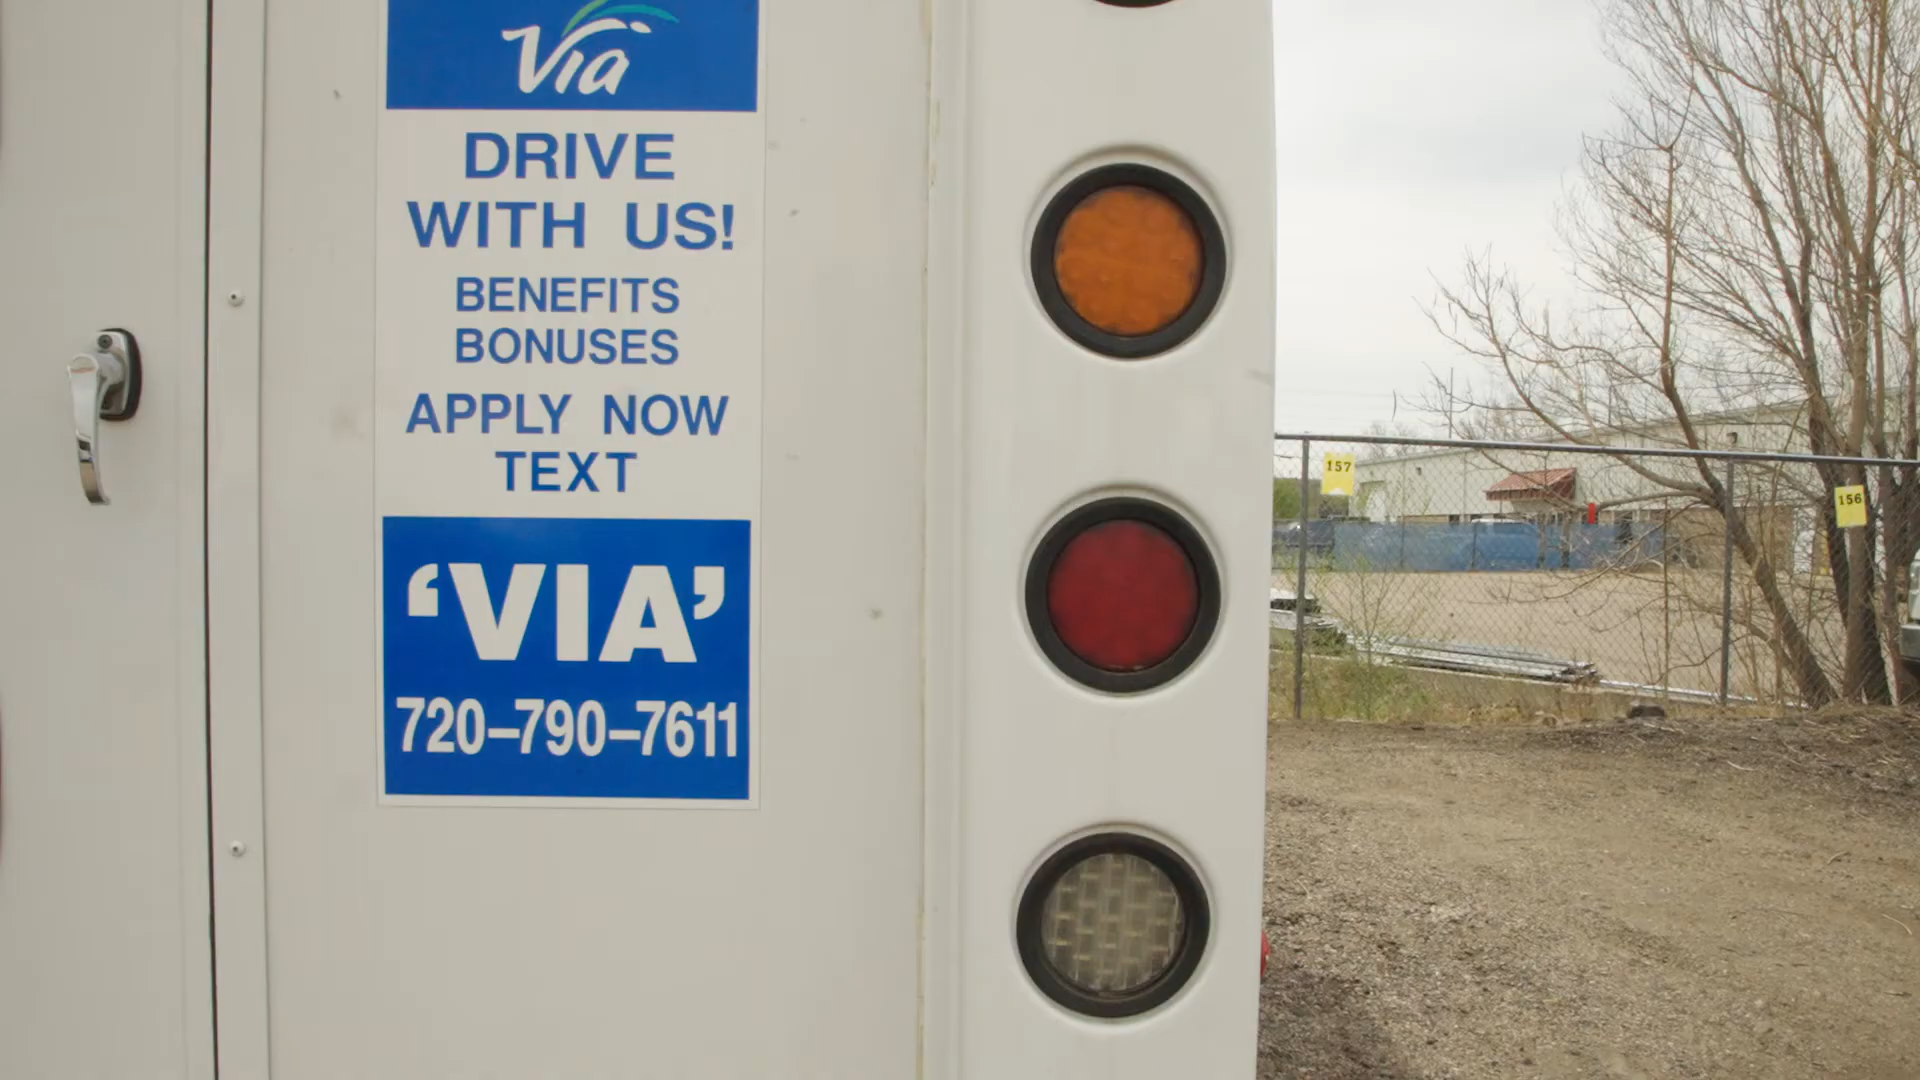 Via
DRIVE
WITH US!
BENEFITS
BONUSES
APPLY NOW
TEXT
‘VIA’
720–790–7611
157
156